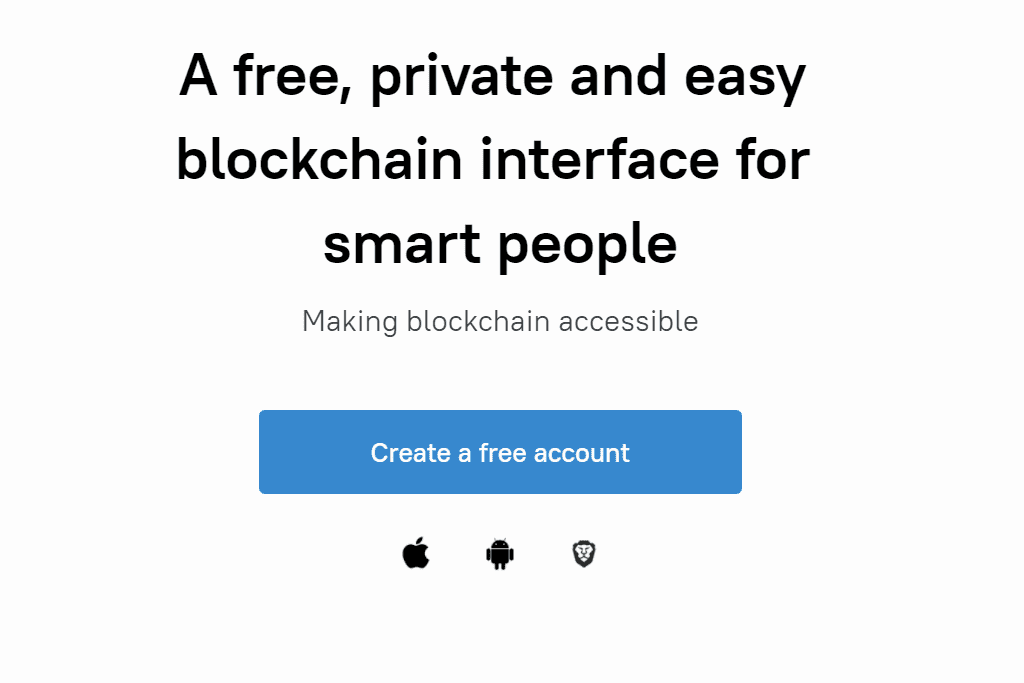 A free, private and easy
blockchain interface for
smart people
Making blockchain accessible
Create a free account